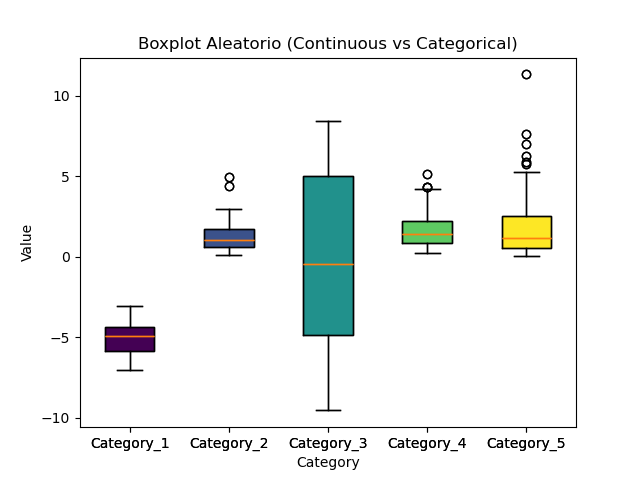 Boxplot Aleatorio (Continuous vs Categorical)
Value
10
5
0
−5
−10
Category_1 Category_2 Category_3 Category_4 Category_5
Category